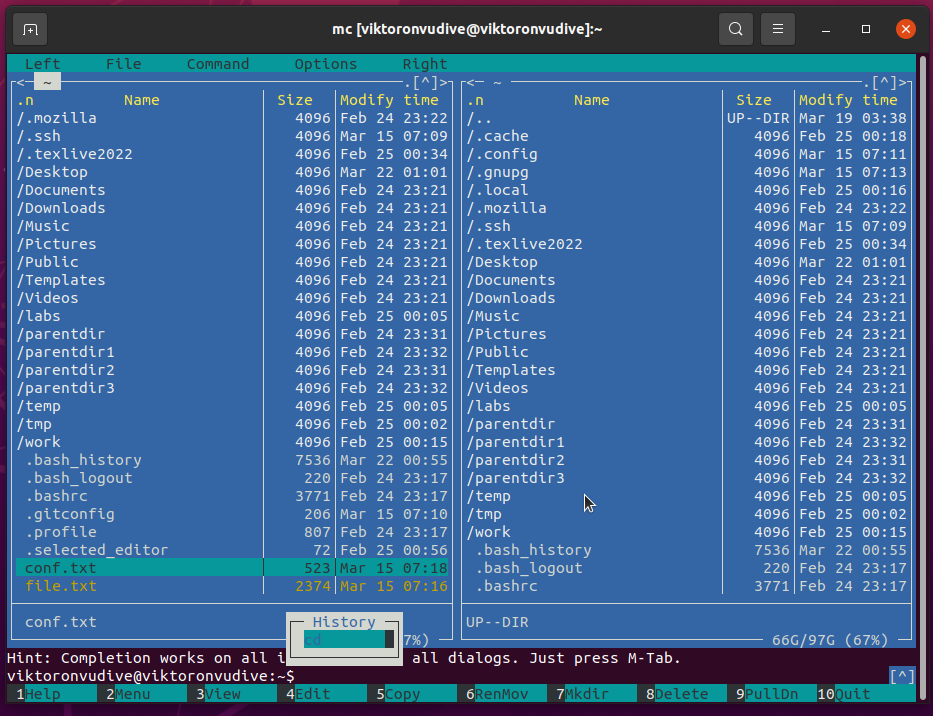 mc [viktoronvudive@viktoronvudive]:~
Left File Command Options Right
<─ ~ .[^]>
.n Name Size Modify time
/.mozilla 4096 Feb 24 23:22
/.ssh 4096 Mar 15 07:09
/.texlive2022 4096 Feb 25 00:34
/Desktop 4096 Mar 22 01:01
/Documents 4096 Feb 24 23:21
/Downloads 4096 Feb 24 23:21
/Music 4096 Feb 24 23:21
/Pictures 4096 Feb 24 23:21
/Public 4096 Feb 24 23:21
/Templates 4096 Feb 24 23:21
/Videos 4096 Feb 24 23:21
/labs 4096 Feb 25 00:05
/parentdir 4096 Feb 24 23:31
/parentdir1 4096 Feb 24 23:32
/parentdir2 4096 Feb 24 23:31
/parentdir3 4096 Feb 24 23:32
/temp 4096 Feb 25 00:05
/tmp 4096 Feb 25 00:02
/work 4096 Feb 25 00:15
.bash_history 7536 Mar 22 00:55
.bash_logout 220 Feb 24 23:17
.bashrc 3771 Feb 24 23:17
.gitconfig 206 Mar 15 07:10
.profile 807 Feb 24 23:17
.selected_editor 72 Feb 25 00:56
conf.txt 523 Mar 15 07:18
file.txt 2374 Mar 15 07:16
conf.txt
7%)
<─ ~ .[^]>
.n Name Size Modify time
/.. UP--DIR Mar 19 03:38
/.cache 4096 Feb 25 00:18
/.config 4096 Mar 15 07:11
/.gnupg 4096 Mar 15 07:13
/.local 4096 Feb 25 00:16
/.mozilla 4096 Feb 24 23:22
/.ssh 4096 Mar 15 07:09
/.texlive2022 4096 Feb 25 00:34
/Desktop 4096 Mar 22 01:01
/Documents 4096 Feb 24 23:21
/Downloads 4096 Feb 24 23:21
/Music 4096 Feb 24 23:21
/Pictures 4096 Feb 24 23:21
/Public 4096 Feb 24 23:21
/Templates 4096 Feb 24 23:21
/Videos 4096 Feb 24 23:21
/labs 4096 Feb 25 00:05
/parentdir 4096 Feb 24 23:31
/parentdir1 4096 Feb 24 23:32
/parentdir2 4096 Feb 24 23:31
/parentdir3 4096 Feb 24 23:32
/temp 4096 Feb 25 00:05
/tmp 4096 Feb 25 00:02
/work 4096 Feb 25 00:15
.bash_history 7536 Mar 22 00:55
.bash_logout 220 Feb 24 23:17
.bashrc 3771 Feb 24 23:17
UP--DIR
66G/97G (67%)
History
cd
Hint: Completion works on all i all dialogs. Just press M-Tab.
viktoronvudive@viktoronvudive:~$ [^]
1Help 2Menu 3View 4Edit 5Copy 6RenMov 7Mkdir 8Delete 9PullDn 10Quit